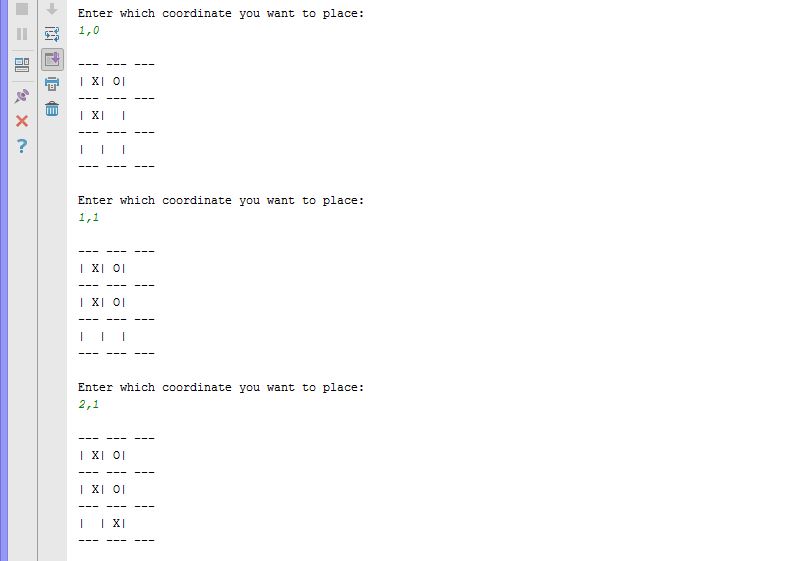 Enter which coordinate you want to place:
1,0
--- --- ---
| X| O|
--- --- ---
| X|  |
--- --- ---
|  |  |
--- --- ---
Enter which coordinate you want to place:
1,1
--- --- ---
| X| O|
--- --- ---
| X| O|
--- --- ---
|  |  |
--- --- ---
Enter which coordinate you want to place:
2,1
--- --- ---
| X| O|
--- --- ---
| X| O|
--- --- ---
|  | X|
--- --- ---